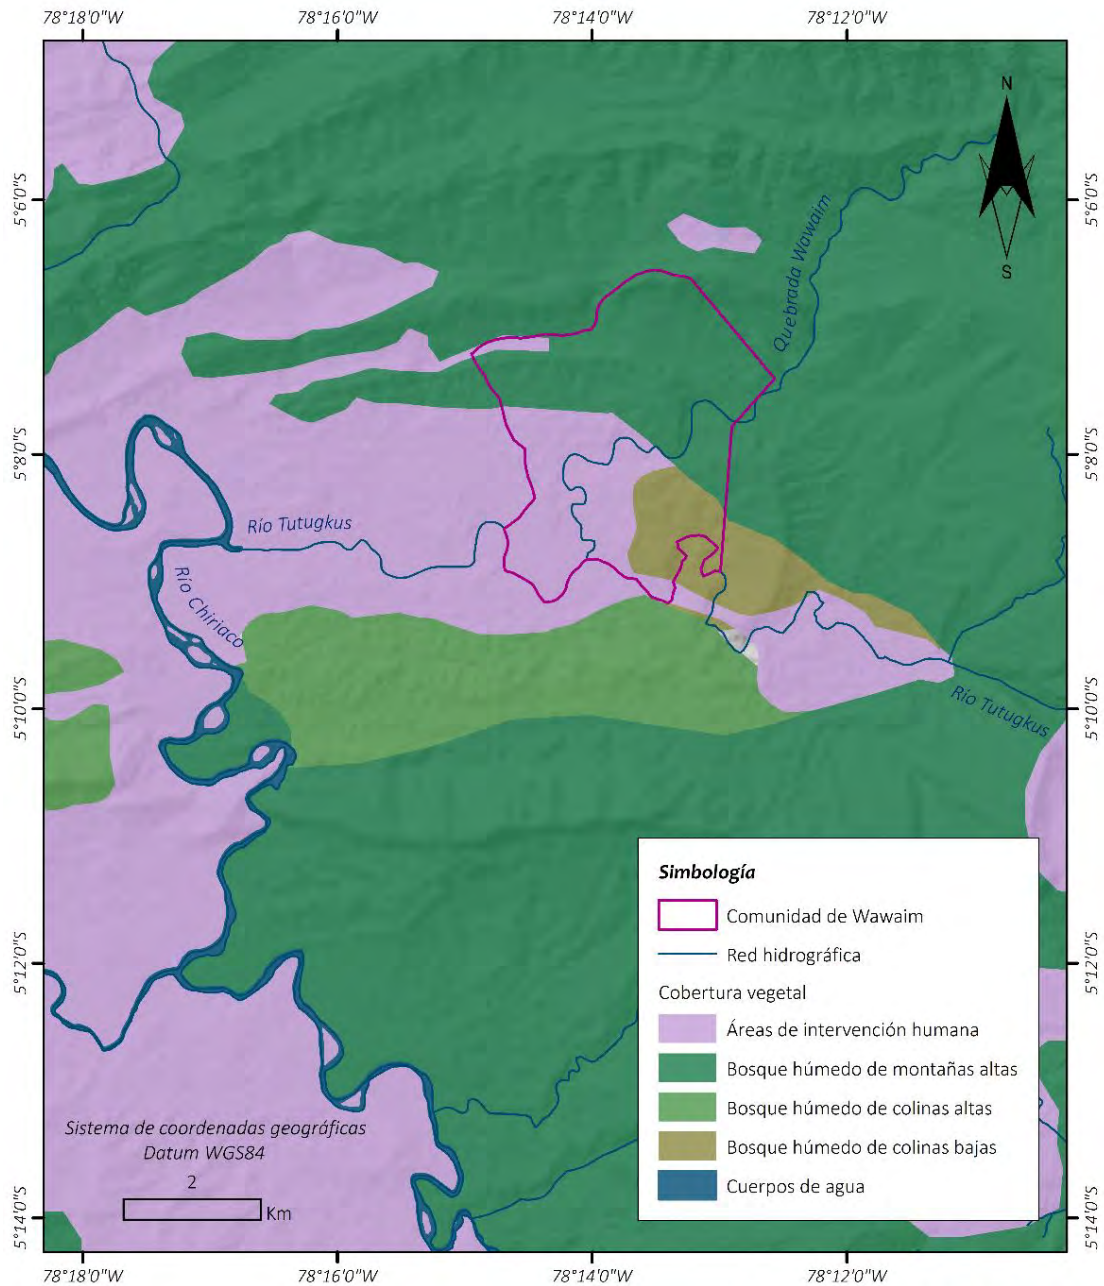 78°18'0"W
78°16'0"W
78°14'0"W
78°12'0"W
5°6'0"S
5°6'0"S
N
S
Quebrada Wawaim
5°8'0"S
5°8'0"S
Río Tutugkus
Río Chiriaco
5°10'0"S
5°10'0"S
Río Tutugkus
Simbología
Comunidad de Wawaim
Red hidrográfica
Cobertura vegetal
Áreas de intervención humana
Bosque húmedo de montañas altas
Bosque húmedo de colinas altas
Bosque húmedo de colinas bajas
Cuerpos de agua
5°12'0"S
5°12'0"S
Sistema de coordenadas geográficas
Datum WGS84
2
Km
5°14'0"S
5°14'0"S
78°18'0"W
78°16'0"W
78°14'0"W
78°12'0"W